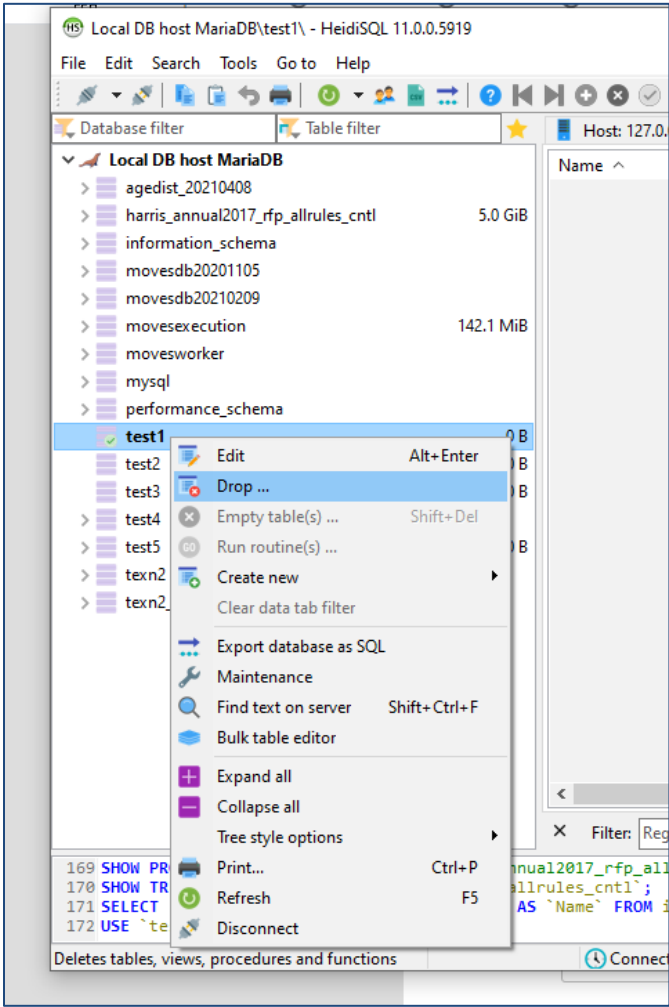 Local DB host MariaDB\test1\ - HeidiSQL 11.0.0.5919
File Edit Search Tools Go to Help
Database filter Table filter Host: 127.0.
Local DB host MariaDB Name
agedist_20210408
harris_annual2017_rfp_allrules_cntl 5.0 GiB
information_schema
movesdb20201105
movesdb20210209
movesexecution 142.1 MiB
movesworker
mysql
performance_schema
test1 0 B
test2 B
test3 B
test4
test5 B
texn2
texn2_
Edit Alt+Enter
Drop ...
Empty table(s) ... Shift+Del
Run routine(s) ...
Create new
Clear data tab filter
Export database as SQL
Maintenance
Find text on server Shift+Ctrl+F
Bulk table editor
Expand all
Collapse all
Tree style options
Print... Ctrl+P
Refresh F5
Disconnect
Filter: Reg
169 SHOW PR nnual2017_rfp_all
170 SHOW TR allrules_cntl`;
171 SELECT AS `Name` FROM i
172 USE `te
Deletes tables, views, procedures and functions Connect